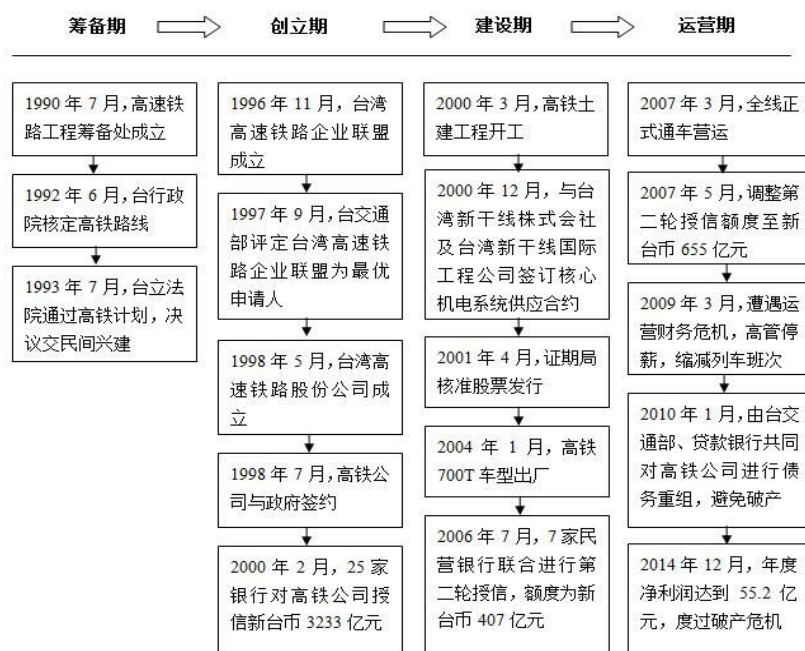 筹备期
创立期
建设期
运营期
1990 年 7 月，高速铁
路工程筹备处成立
1992 年 6 月，台行政
院核定高铁路线
1993 年 7 月，台立法
院通过高铁计划，决
议交民间兴建
1996 年 11 月，台湾
高速铁路企业联盟
成立
1997 年 9 月，台交通
部评定台湾高速铁
路企业联盟为最优
申请人
1998 年 5 月，台湾高
速铁路股份公司成
立
1998 年 7 月，高铁公
司与政府签约
2000 年 2 月，25 家
银行对高铁公司授
信新台币 3233 亿元
2000 年 3 月，高铁土
建工程开工
2000 年 12 月，与台
湾新干线株式会社
及台湾新干线国际
工程公司签订核心
机电系统供应合约
2001 年 4 月，证期局
核准股票发行
2004 年 1 月，高铁
700T 车型出厂
2006 年 7 月，7 家民
营银行联合进行第
二轮授信，额度为新
台币 407 亿元
2007 年 3 月，全线正
式通车营运
2007 年 5 月，调整第
二轮授信额度至新
台币 655 亿元
2009 年 3 月，遭遇运
营财务危机，高管停
薪，缩减列车班次
2010 年 1 月，由台交
通部、贷款银行共同
对高铁公司进行债
务重组，避免破产
2014 年 12 月，年度
净利润达到 55.2 亿
元，度过破产危机